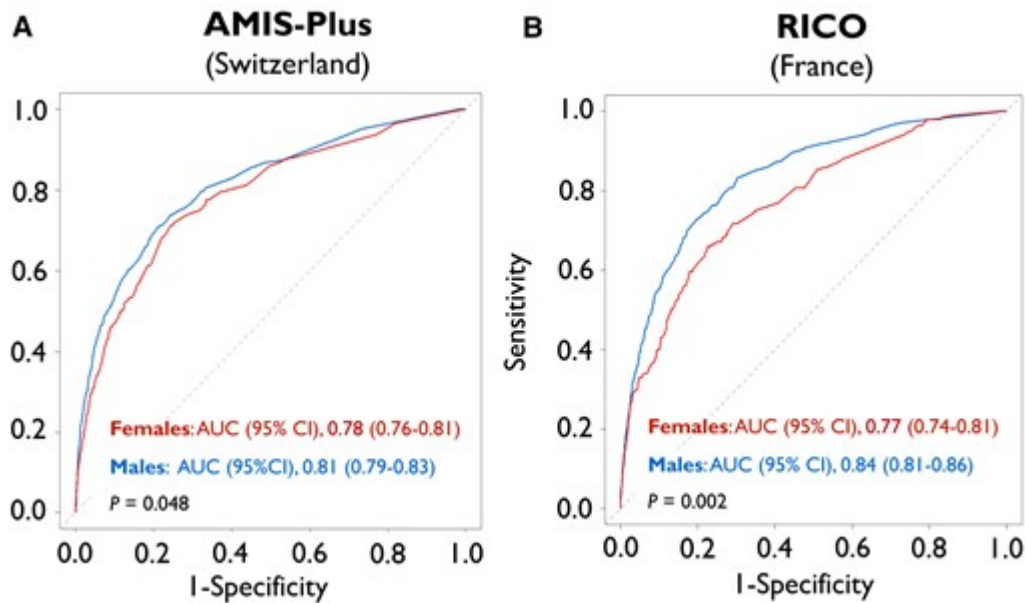 A
AMIS-Plus
(Switzerland)
1.0
0.8
0.6
0.4
0.2
0.0
Females: AUC (95% CI), 0.78 (0.76-0.81)
Males: AUC (95%CI), 0.81 (0.79-0.83)
P = 0.048
0.0 0.2 0.4 0.6 0.8 1.0
1-Specificity
B
RICO
(France)
Sensitivity
1.0
0.8
0.6
0.4
0.2
0.0
Females: AUC (95% CI), 0.77 (0.74-0.81)
Males: AUC (95% CI), 0.84 (0.81-0.86)
P = 0.002
0.0 0.2 0.4 0.6 0.8 1.0
1-Specificity